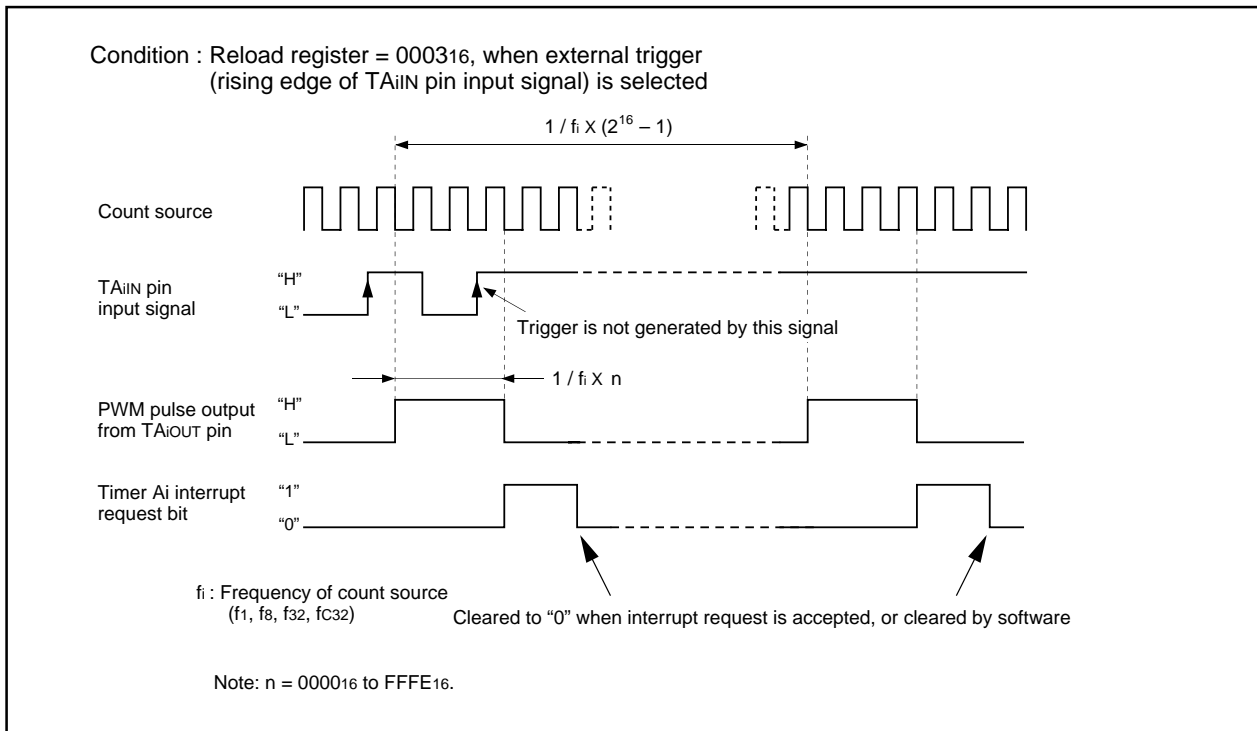 Condition : Reload register = 000316, when external trigger
(rising edge of TAiIN pin input signal) is selected
1 / fi X (2^16 – 1)
Count source
TAiIN pin
input signal
“H”
“L”
Trigger is not generated by this signal
1 / fi X n
PWM pulse output
from TAiOUT pin
“H”
“L”
Timer Ai interrupt
request bit
“1”
“0”
fi : Frequency of count source
(f1, f8, f32, fC32)
Cleared to “0” when interrupt request is accepted, or cleared by software
Note: n = 000016 to FFFE16.